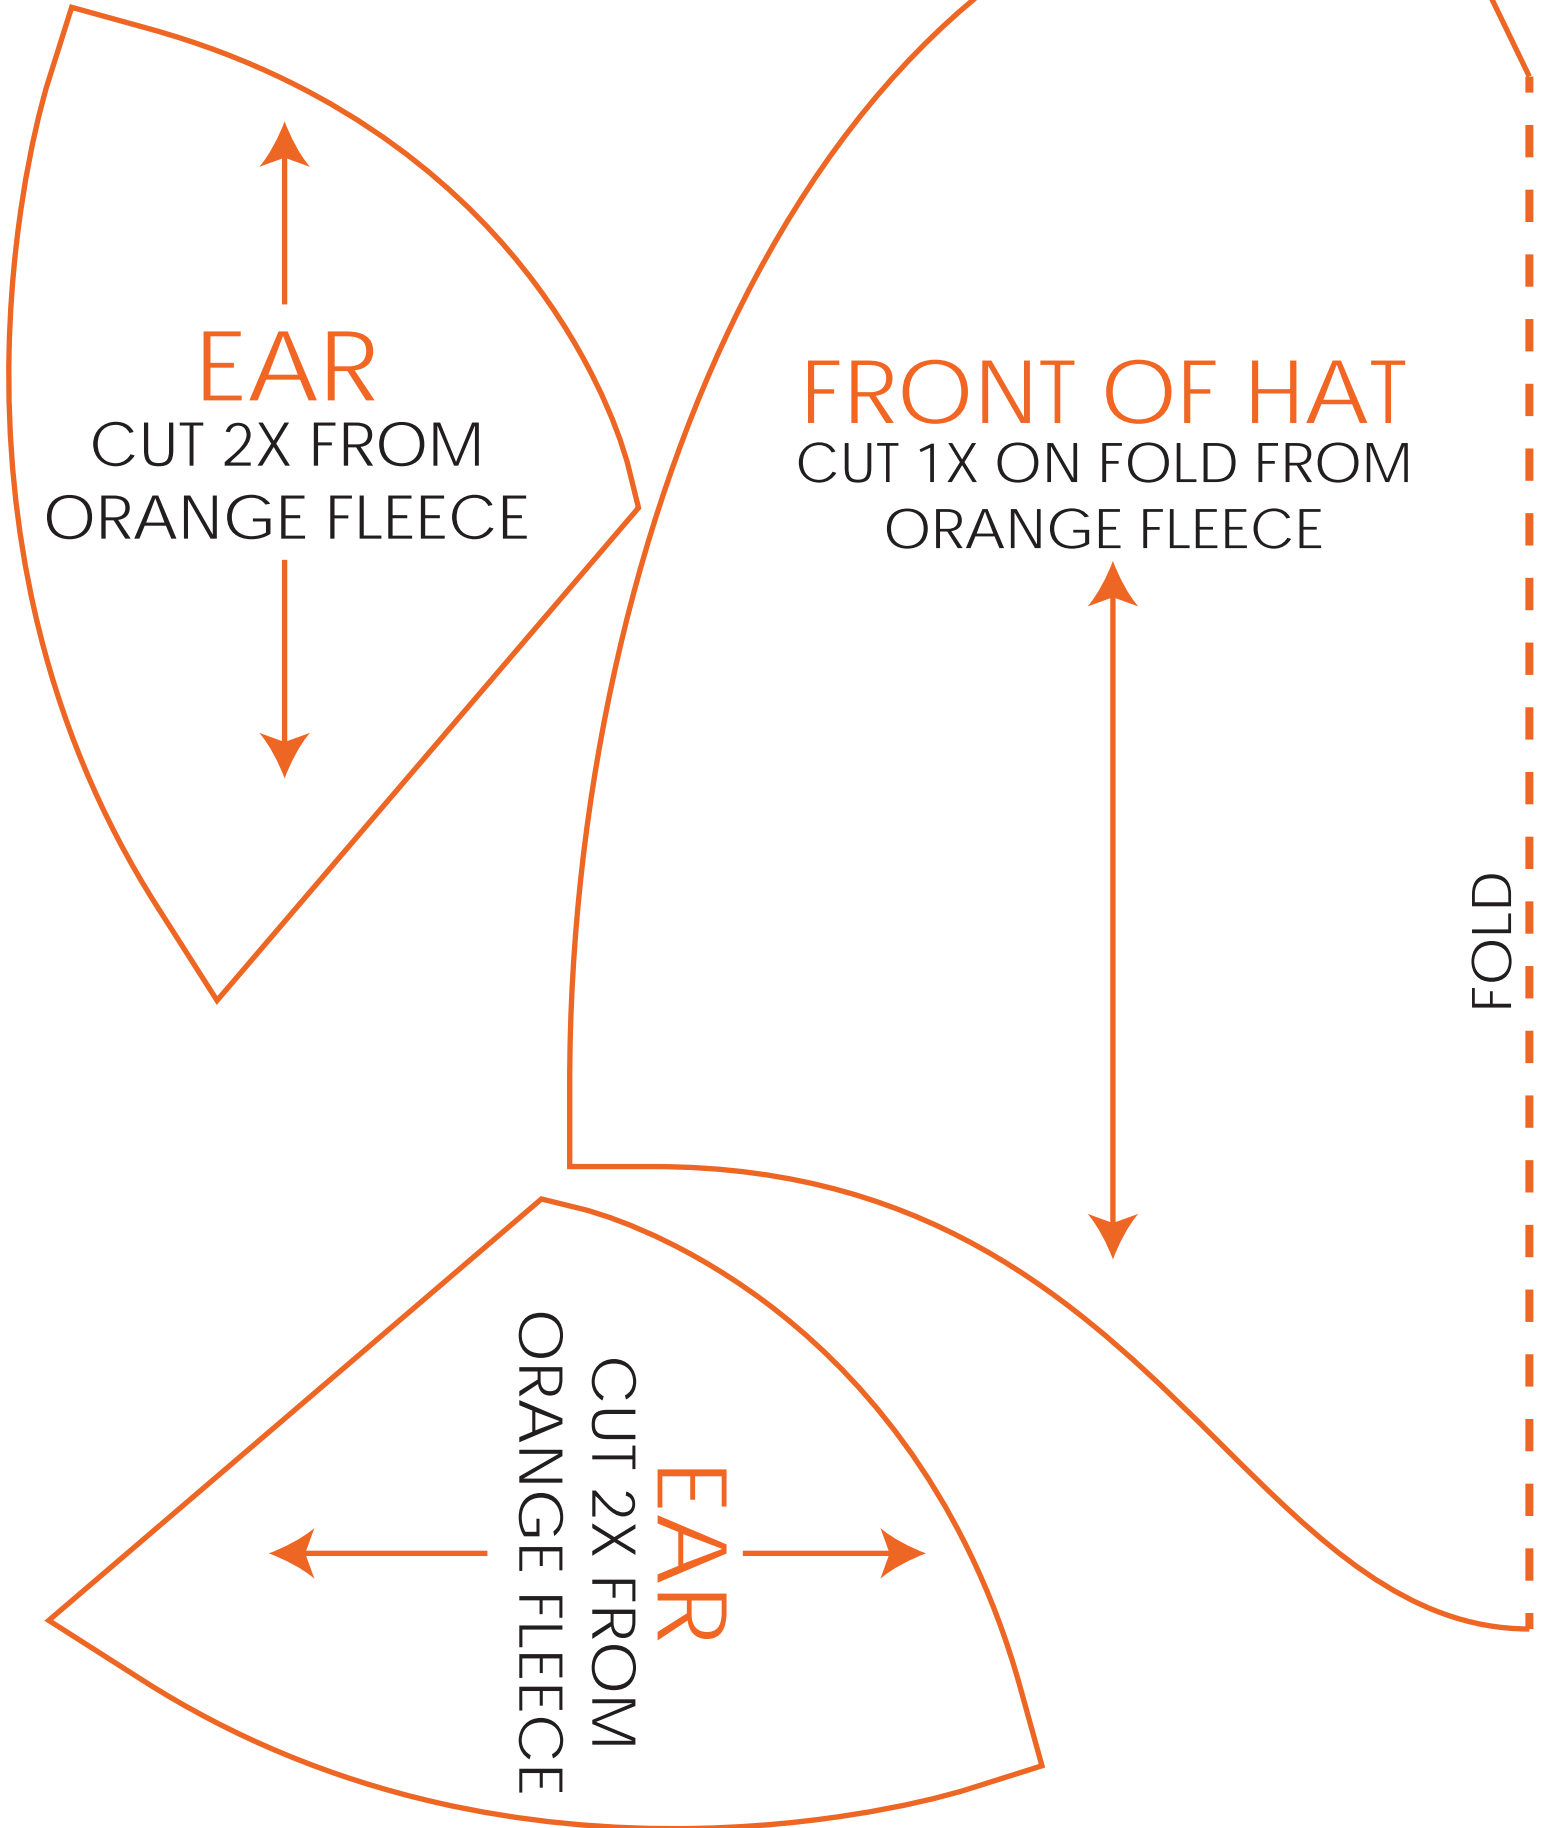 EAR
CUT 2X FROM
ORANGE FLEECE
FRONT OF HAT
CUT 1X ON FOLD FROM
ORANGE FLEECE
FOLD
EAR
CUT 2X FROM
ORANGE FLEECE